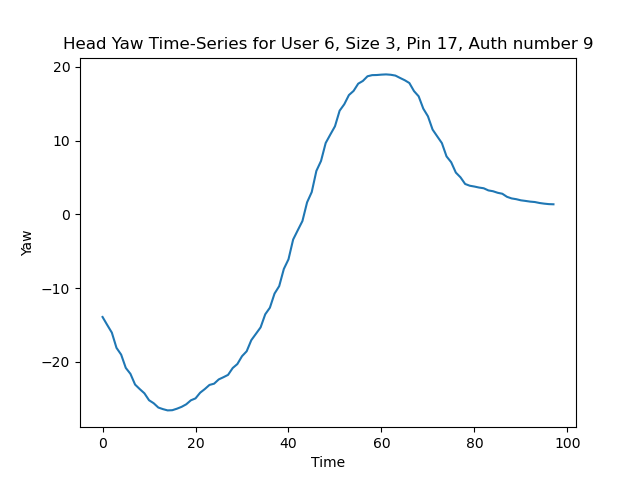 Head Yaw Time-Series for User 6, Size 3, Pin 17, Auth number 9
20
10
0
−10
−20
Yaw
0 20 40 60 80 100
Time